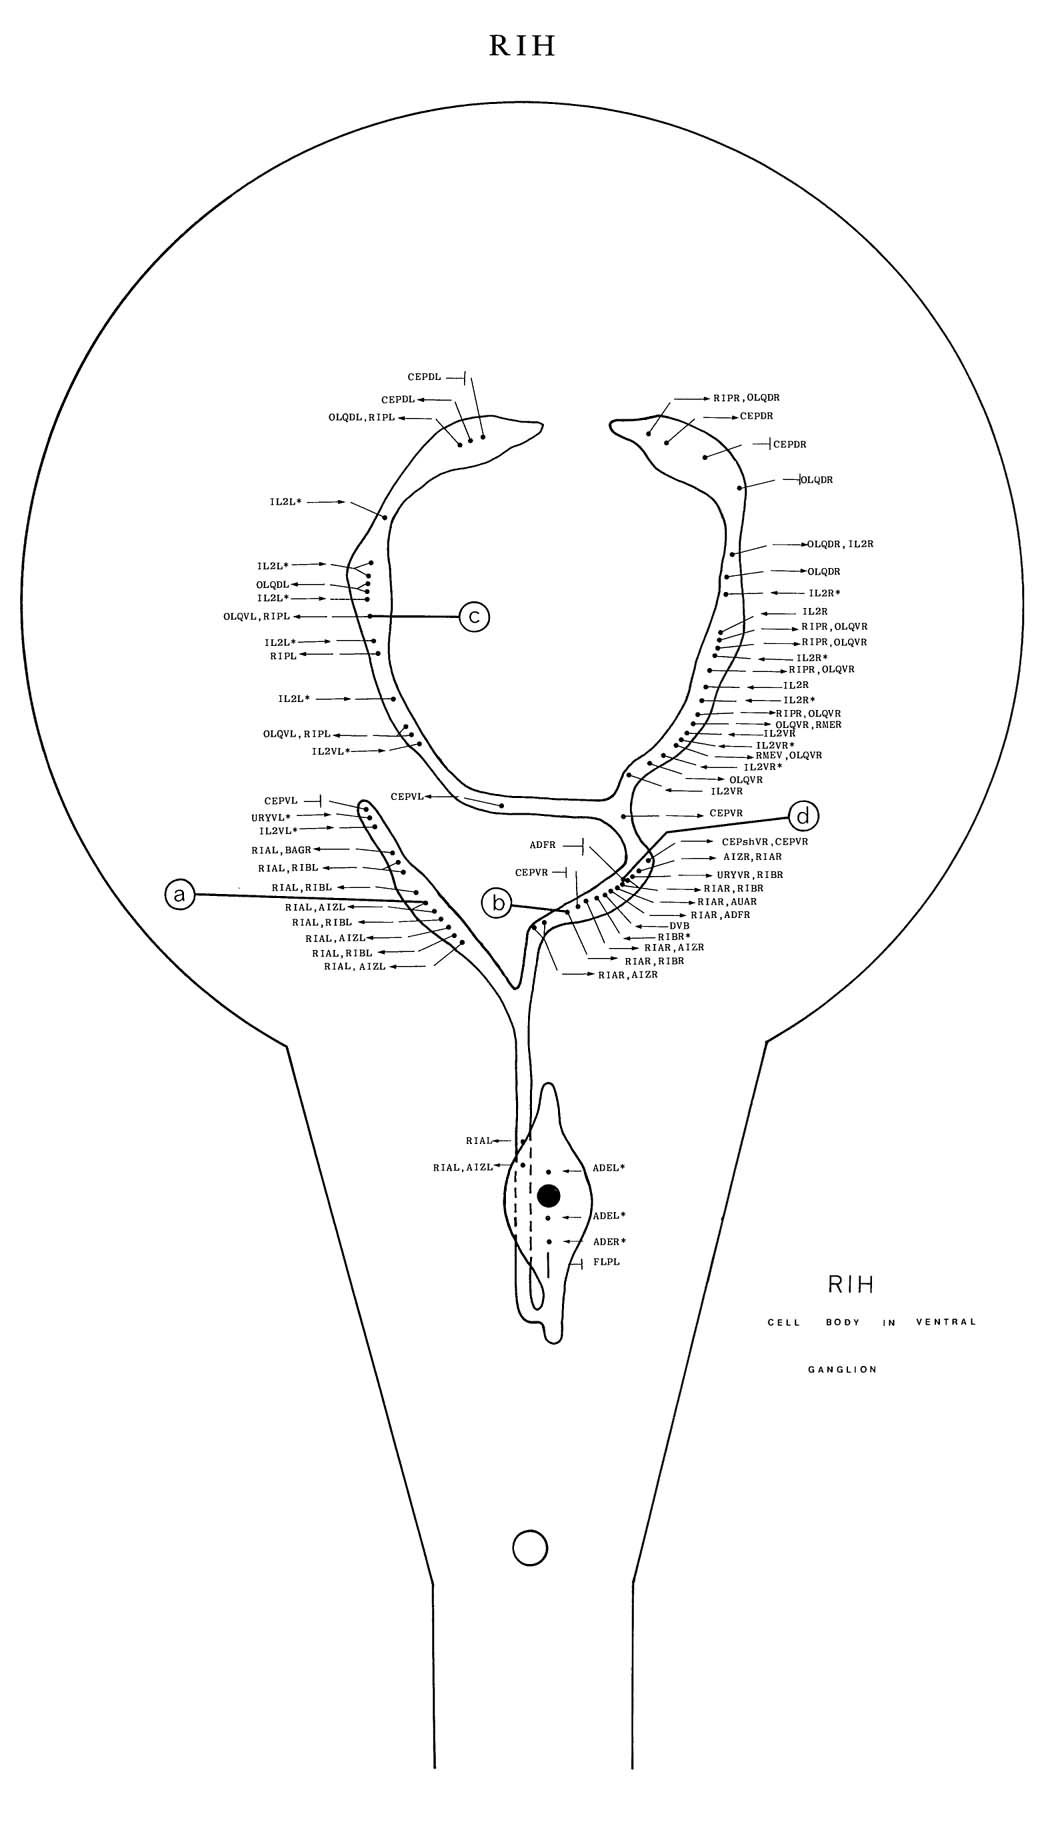 RIH
CEPDL
CEPDL
OLQDL,RIPL
RIPR,OLQDR
CEPDR
CEPDR
OLQDR
IL2L*
OLQDR,IL2R
IL2L*
OLQDR
OLQDL
IL2R*
IL2L*
IL2R
OLQVL,RIPL
c
RIPR,OLQVR
IL2L*
RIPR,OLQVR
RIPL
IL2R*
RIPR,OLQVR
IL2R
IL2L*
IL2R*
RIPR,OLQVR
OLQVR,RMER
OLQVL,RIPL
IL2VR
IL2VL*
IL2VR*
RMEV,OLQVR
IL2VR*
OLQVR
IL2VR
CEPVL
CEPVL
CEPVR
d
URYVL*
IL2VL*
ADFR
CEPshVR,CEPVR
RIAL,BAGR
AIZR,RIAR
RIAL,RIBL
CEPVR
URYVR,RIBR
RIAL,RIBL
RIAR,RIBR
a
b
RIAR,AUAR
RIAL,AIZL
RIAR,ADFR
RIAL,RIBL
DVB
RIAL,AIZL
RIBR*
RIAL,RIBL
RIAR,AIZR
RIAL,AIZL
RIAR,RIBR
RIAR,AIZR
RIAL
RIAL,AIZL
ADEL*
ADEL*
ADER*
FLPL
RIH
CELL BODY IN VENTRAL
GANGLION